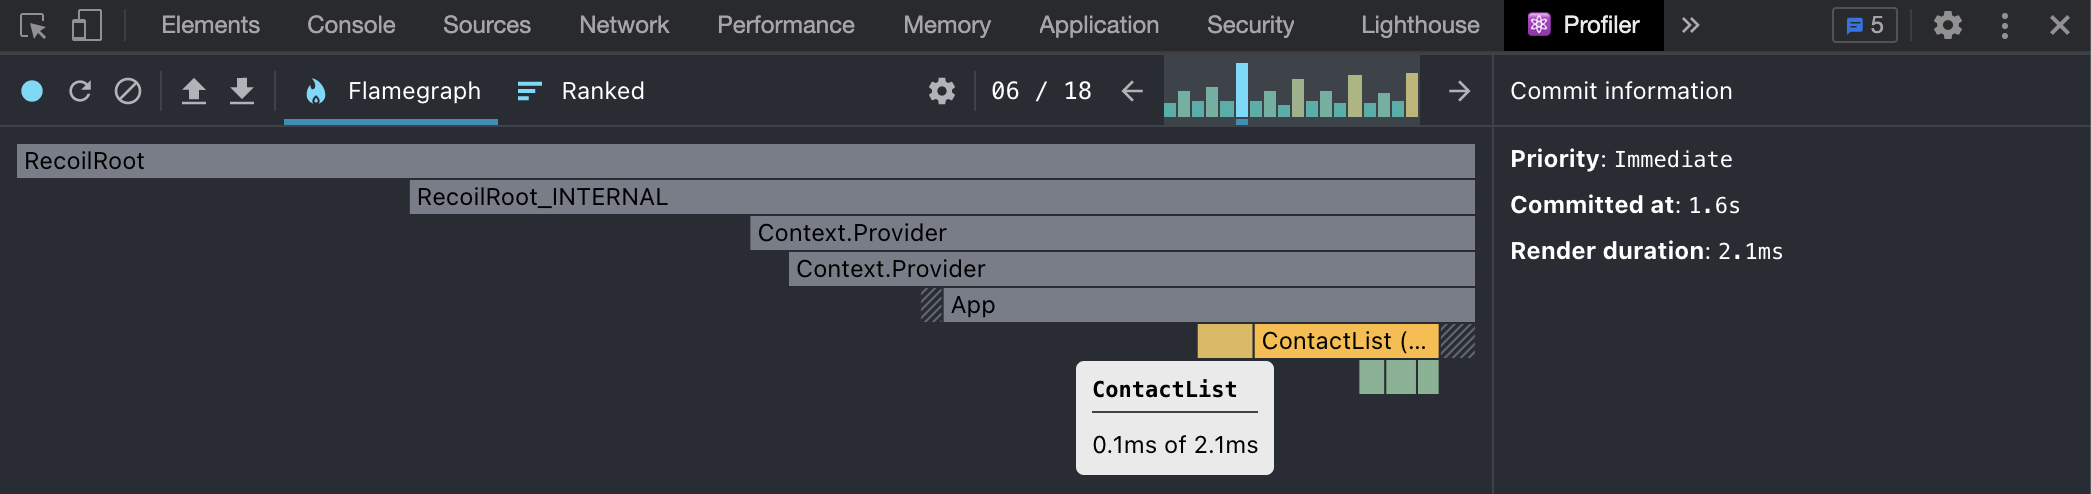 Elements Console Sources Network Performance Memory Application Security Lighthouse Profiler 5
Flamegraph Ranked 06 / 18 Commit information
RecoilRoot
RecoilRoot_INTERNAL
Context.Provider
Context.Provider
App
ContactList (...
ContactList
0.1ms of 2.1ms
Priority: Immediate
Committed at: 1.6s
Render duration: 2.1ms